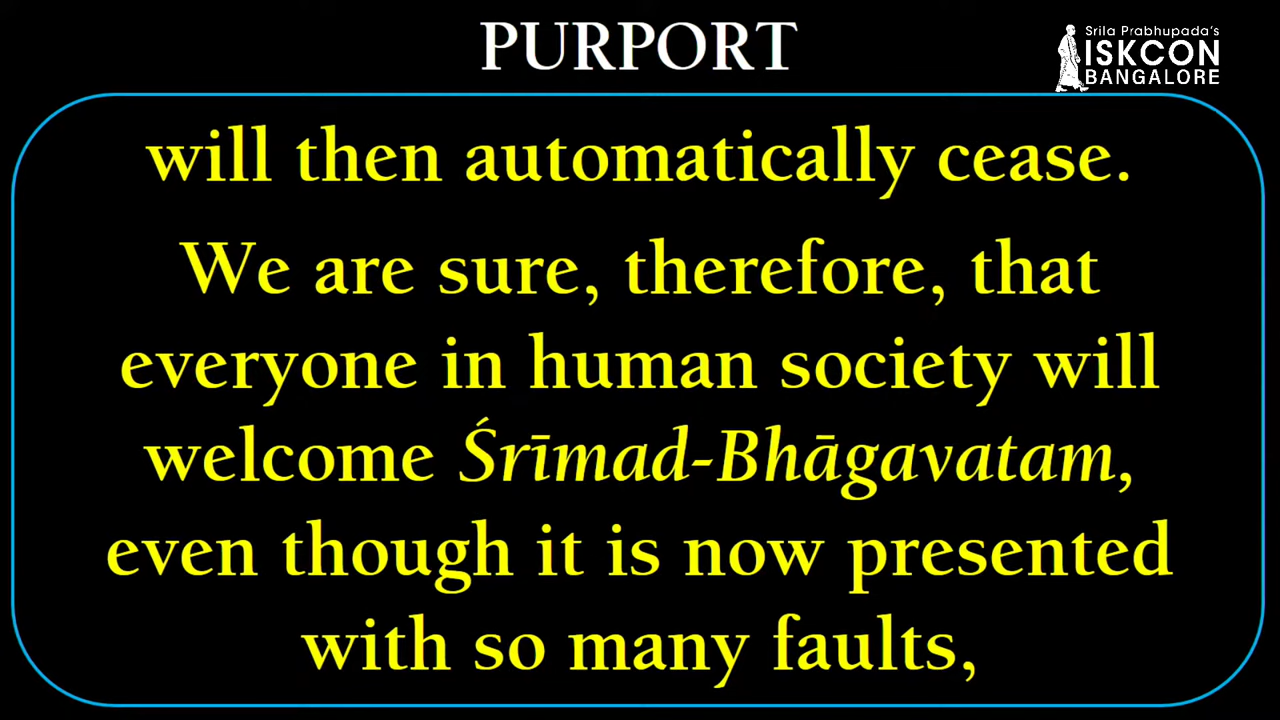 PURPORT
Srila Prabhupada's
ISKCON
BANGALORE
will then automatically cease.
We are sure, therefore, that
everyone in human society will
welcome Śrīmad-Bhāgavatam,
even though it is now presented
with so many faults,